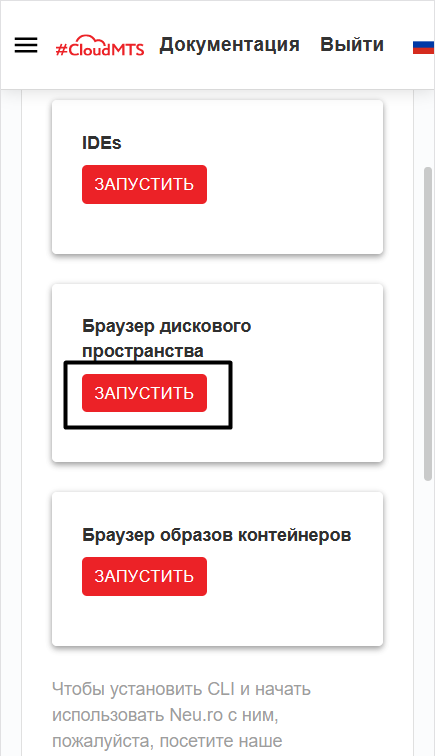 #CloudMTS Документация Выйти
IDEs
ЗАПУСТИТЬ
Браузер дискового
пространства
ЗАПУСТИТЬ
Браузер образов контейнеров
ЗАПУСТИТЬ
Чтобы установить CLI и начать
использовать Neu.ro с ним,
пожалуйста, посетите наше